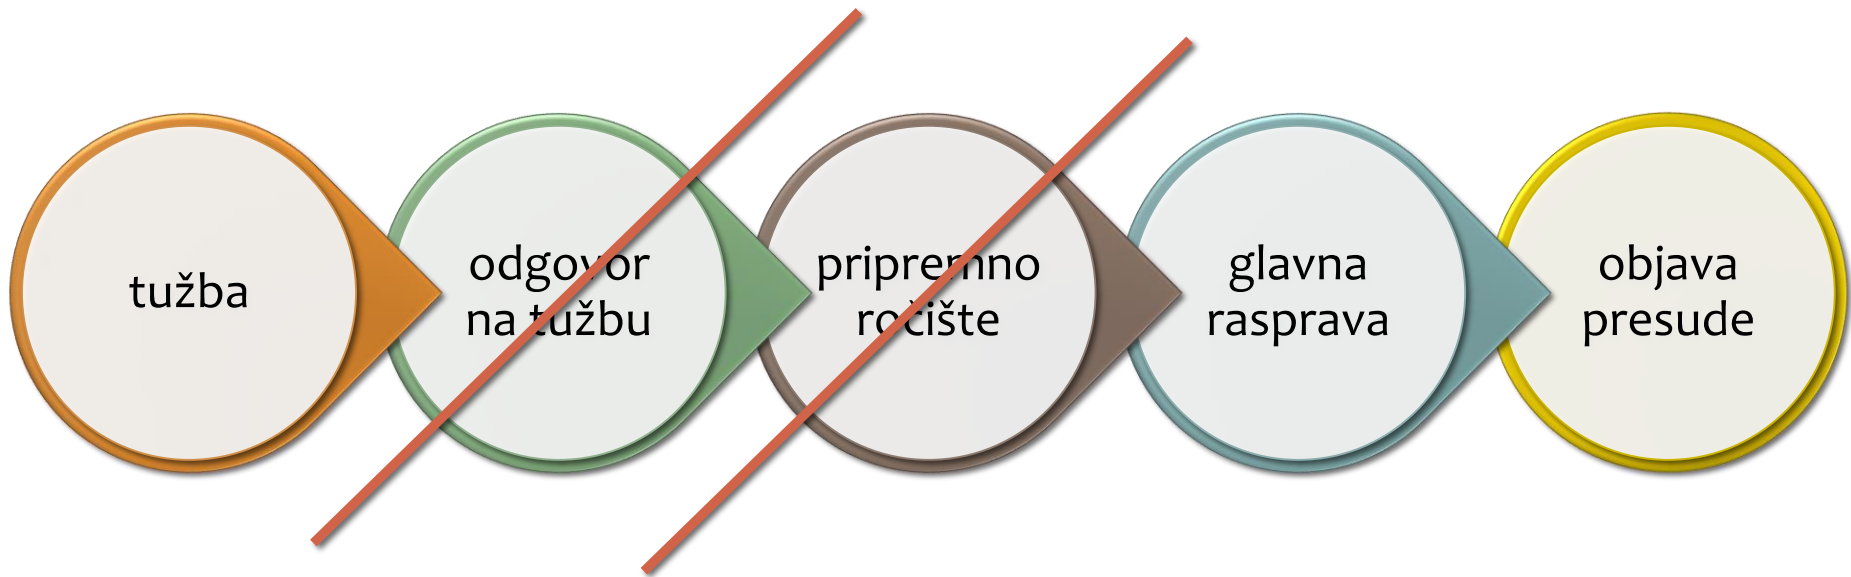 tužba
odgovor
na tužbu
pripremno
ročište
glavna
rasprava
objava
presude